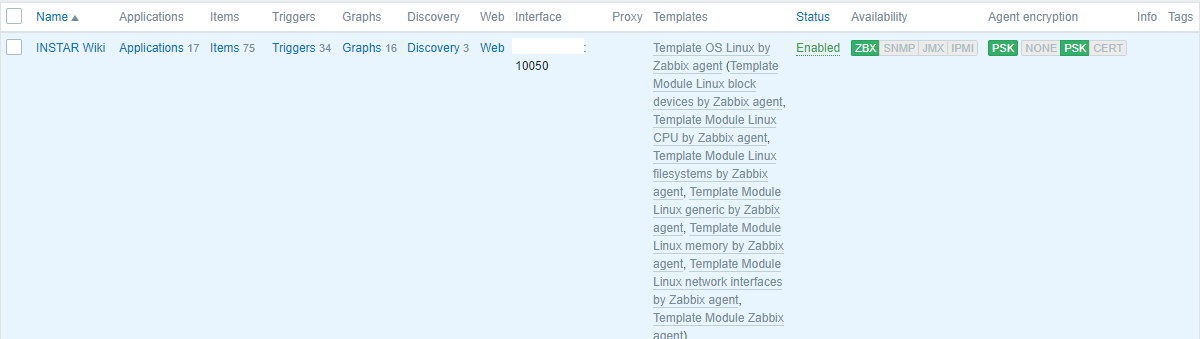 Name Applications Items Triggers Graphs Discovery Web Interface Proxy Templates Status Availability Agent encryption Info Tags
INSTAR Wiki Applications 17 Items 75 Triggers 34 Graphs 16 Discovery 3 Web : Template OS Linux by Enabled ZBX SNMP JMX IPMI PSK NONE PSK CERT
10050 Zabbix agent (Template
Module Linux block
devices by Zabbix agent,
Template Module Linux
CPU by Zabbix agent,
Template Module Linux
filesystems by Zabbix
agent, Template Module
Linux generic by Zabbix
agent, Template Module
Linux memory by Zabbix
agent, Template Module
Linux network interfaces
by Zabbix agent,
Template Module Zabbix
agent)